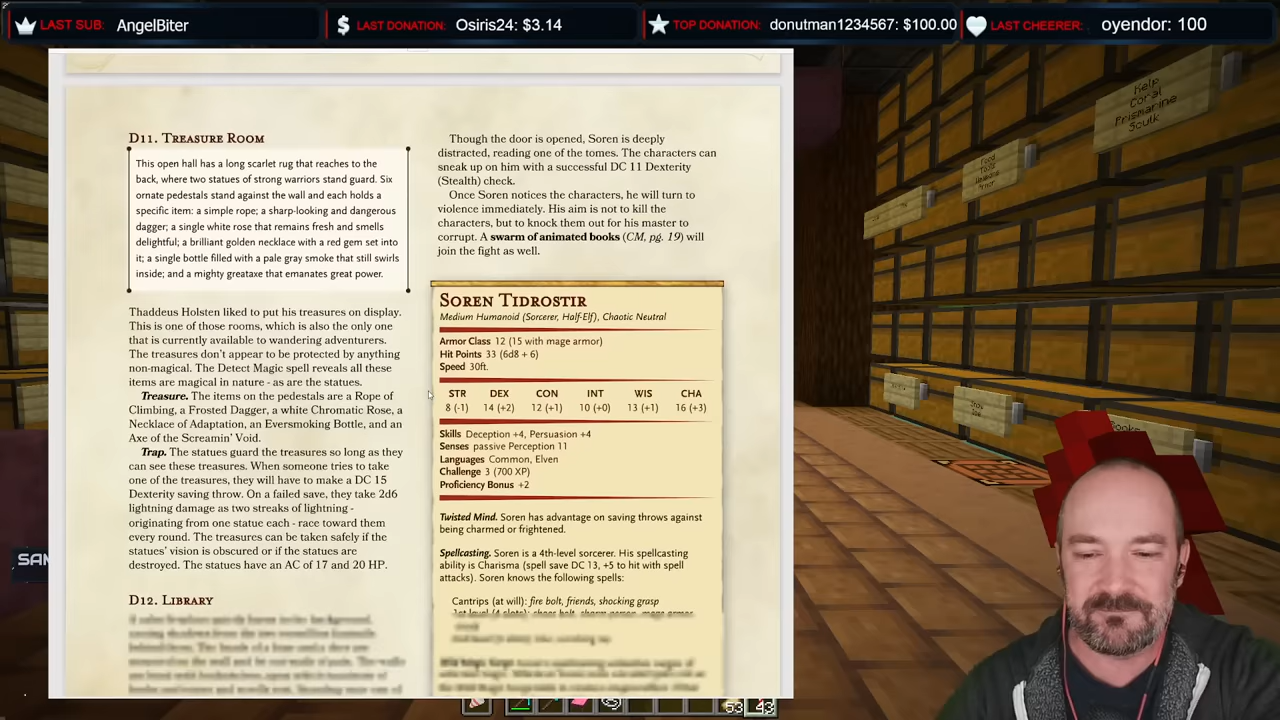 LAST SUB: AngelBiter
LAST DONATION: Osiris24: $3.14
TOP DONATION: donutman1234567: $100.00
LAST CHEERER: oyendor: 100
D11. Treasure Room
This open hall has a long scarlet rug that reaches to the
back, where two statues of strong warriors stand guard. Six
ornate pedestals stand against the wall and each holds a
specific item: a simple rope; a sharp-looking and dangerous
dagger; a single white rose that remains fresh and smells
delightful; a brilliant golden necklace with a red gem set into
it; a single bottle filled with a pale gray smoke that still swirls
inside; and a mighty greataxe that emanates great power.
Thaddeus Holsten liked to put his treasures on display.
This is one of those rooms, which is also the only one
that is currently available to wandering adventurers.
The treasures don't appear to be protected by anything
non-magical. The Detect Magic spell reveals all these
items are magical in nature - as are the statues.
Treasure. The items on the pedestals are a Rope of
Climbing, a Frosted Dagger, a white Chromatic Rose, a
Necklace of Adaptation, an Eversmoking Bottle, and an
Axe of the Screamin' Void.
Trap. The statues guard the treasures so long as they
can see these treasures. When someone tries to take
one of the treasures, they will have to make a DC 15
Dexterity saving throw. On a failed save, they take 2d6
lightning damage as two streaks of lightning -
originating from one statue each - race toward them
every round. The treasures can be taken safely if the
statues' vision is obscured or if the statues are
destroyed. The statues have an AC of 17 and 20 HP.
D12. Library
Though the door is opened, Soren is deeply
distracted, reading one of the tomes. The characters can
sneak up on him with a successful DC 11 Dexterity
(Stealth) check.
Once Soren notices the characters, he will turn to
violence immediately. His aim is not to kill the
characters, but to knock them out for his master to
corrupt. A swarm of animated books (CM, pg. 19) will
join the fight as well.
Soren Tidrostir
Medium Humanoid (Sorcerer, Half-Elf), Chaotic Neutral
Armor Class 12 (15 with mage armor)
Hit Points 33 (6d8 + 6)
Speed 30ft.
STR DEX CON INT WIS CHA
8 (-1) 14 (+2) 12 (+1) 10 (+0) 13 (+1) 16 (+3)
Skills Deception +4, Persuasion +4
Senses passive Perception 11
Languages Common, Elven
Challenge 3 (700 XP)
Proficiency Bonus +2
Twisted Mind. Soren has advantage on saving throws against
being charmed or frightened.
Spellcasting. Soren is a 4th-level sorcerer. His spellcasting
ability is Charisma (spell save DC 13, +5 to hit with spell
attacks). Soren knows the following spells:
Cantrips (at will): fire bolt, friends, shocking grasp
Kelp
Coral
Prismarine
Sculk
Food
Tools
Weapons
Armor
Books
SAN
53
43